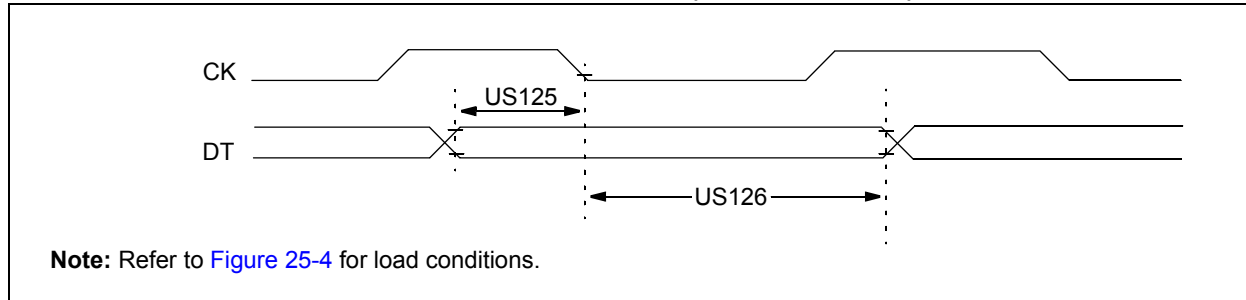 CK
US125
DT
US126
Note: Refer to Figure 25-4 for load conditions.